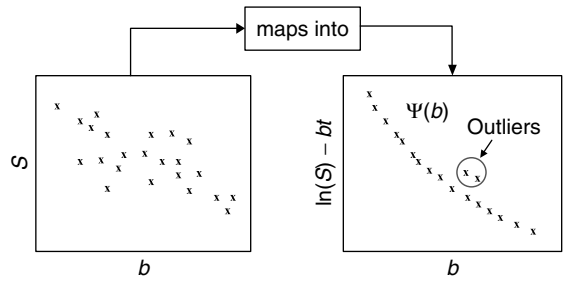 maps into
S
b
ln(S) − bt
Ψ(b)
Outliers
b